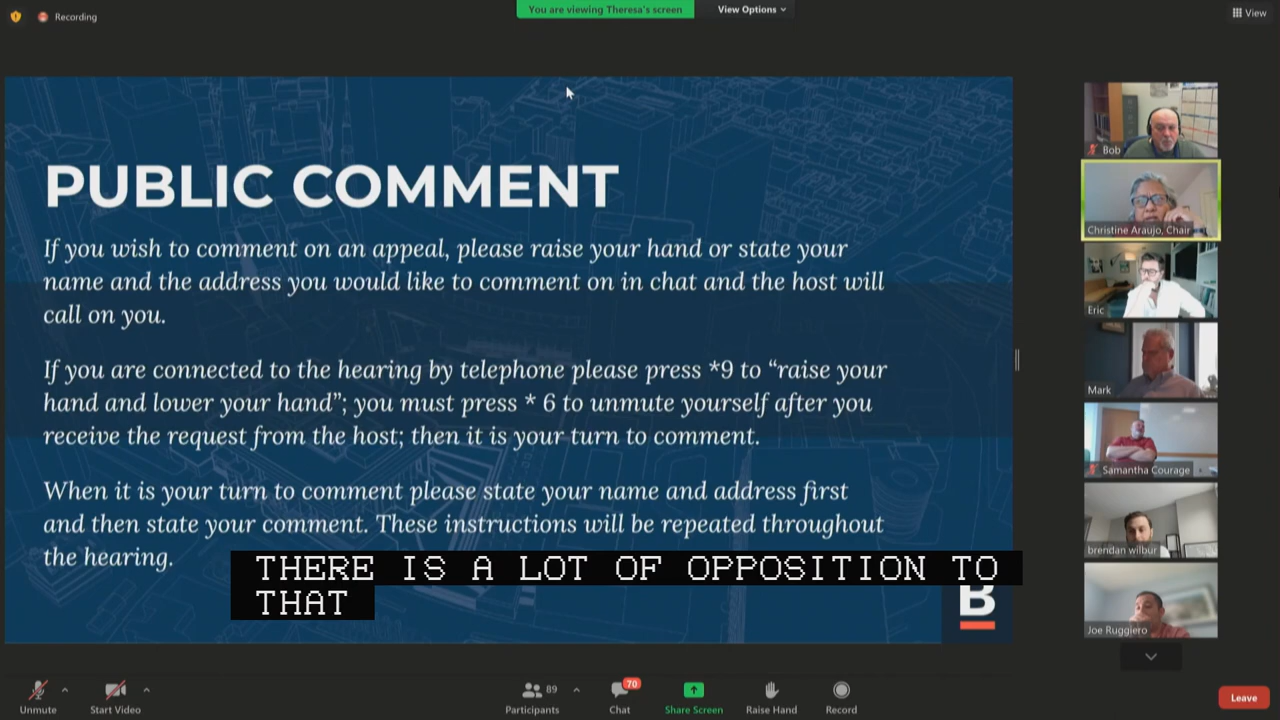 Recording
You are viewing Theresa's screen
View Options
View
PUBLIC COMMENT
If you wish to comment on an appeal, please raise your hand or state your
name and the address you would like to comment on in chat and the host will
call on you.
If you are connected to the hearing by telephone please press *9 to “raise your
hand and lower your hand”; you must press * 6 to unmute yourself after you
receive the request from the host; then it is your turn to comment.
When it is your turn to comment please state your name and address first
and then state your comment. These instructions will be repeated throughout
the hearing.
THERE IS A LOT OF OPPOSITION TO
THAT
B
Bob
Christine Araujo, Chair
Eric
Mark
Samantha Courage
brendan wilbur
Joe Ruggiero
Unmute
Start Video
89
Participants
70
Chat
Share Screen
Raise Hand
Record
Leave